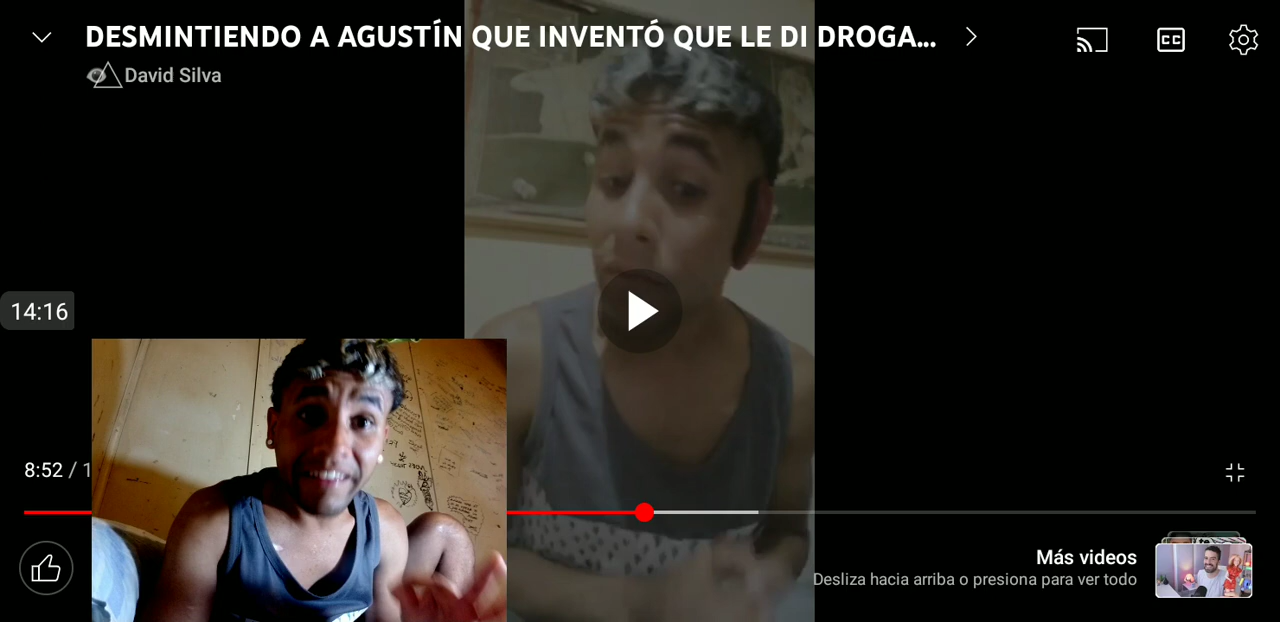 DESMINTIENDO A AGUSTÍN QUE INVENTÓ QUE LE DI DROGA...
David Silva
CC
14:16
8:52 / 1
Más videos
Desliza hacia arriba o presiona para ver todo